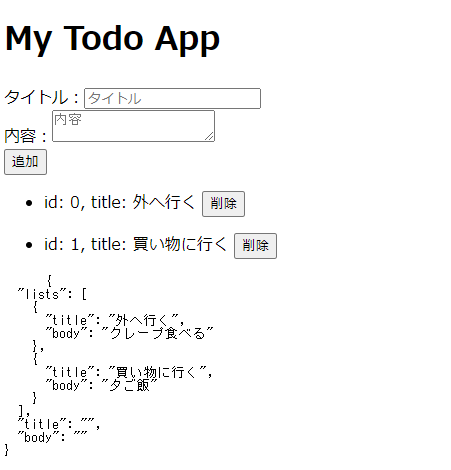 My Todo App
タイトル : タイトル
内容 : 内容
追加
id: 0, title: 外へ行く 削除
id: 1, title: 買い物に行く 削除
{
"lists": [
{
"title": "外へ行く",
"body": "クレープ食べる"
},
{
"title": "買い物に行く",
"body": "夕ご飯"
}
],
"title": "",
"body": ""
}